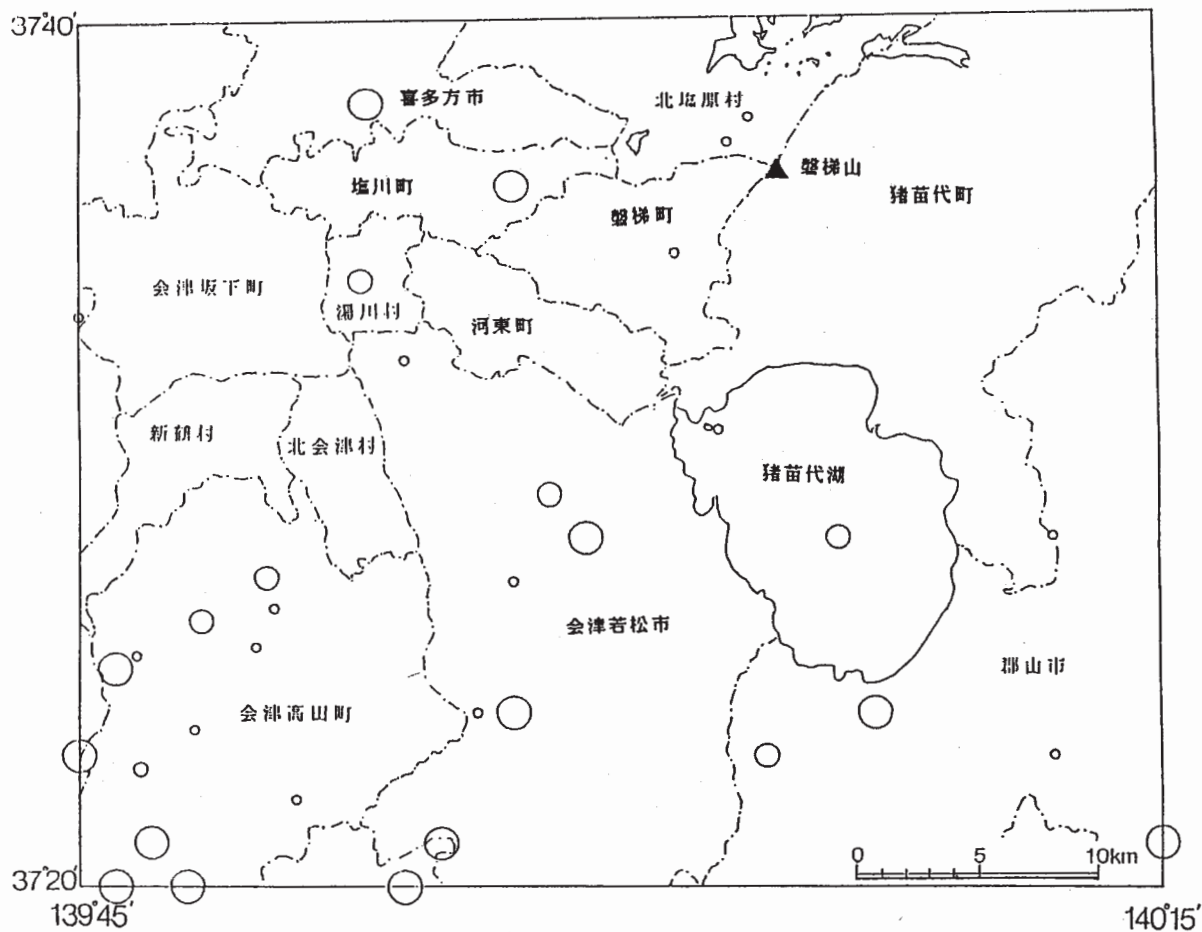 37°40′
喜多方市
北塩原村
塩川町
磐梯山
磐梯町
猪苗代町
会津坂下町
湯川村
河東町
新鶴村
北会津村
猪苗代湖
会津若松市
郡山市
会津高田町
0 5 10km
37°20′
139°45′
140°15′